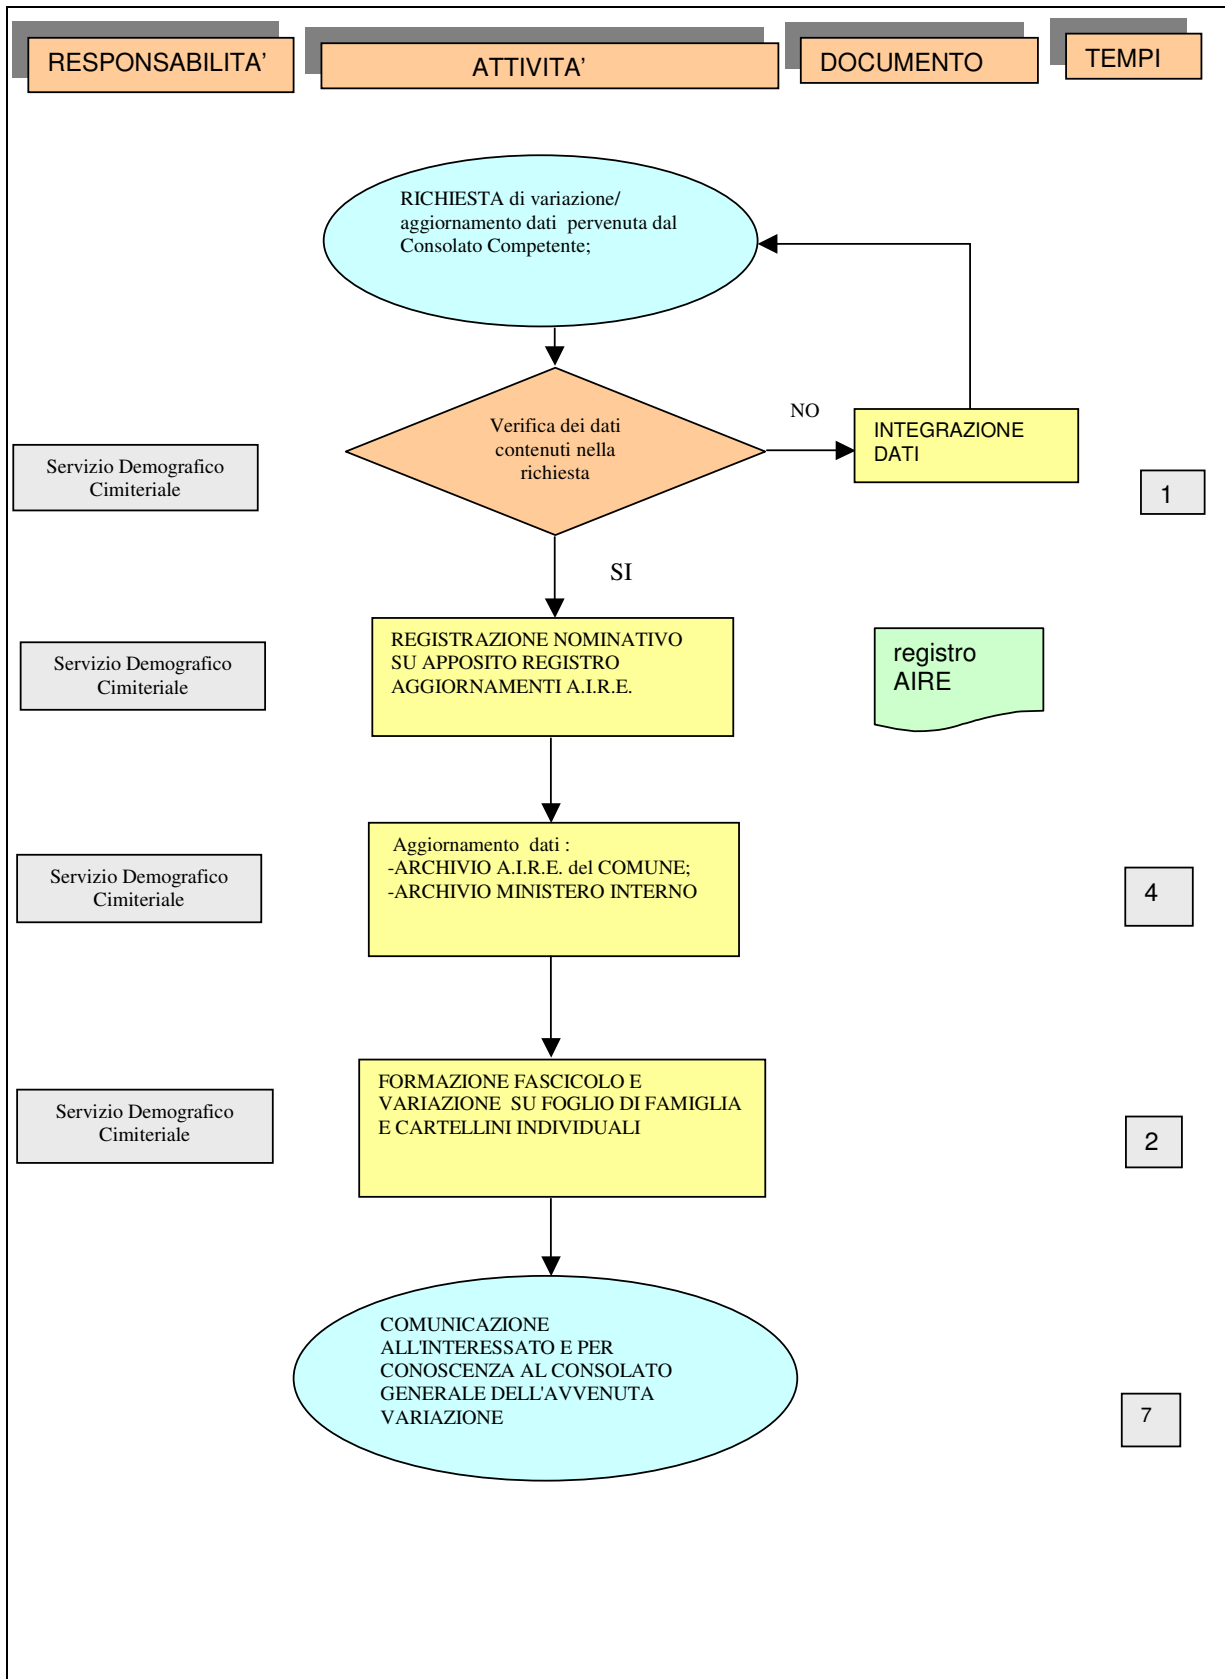 RESPONSABILITA’
ATTIVITA’
DOCUMENTO
TEMPI
RICHIESTA di variazione/
aggiornamento dati pervenuta dal
Consolato Competente;
Verifica dei dati
contenuti nella
richiesta
NO
INTEGRAZIONE
DATI
Servizio Demografico
Cimiteriale
1
SI
Servizio Demografico
Cimiteriale
REGISTRAZIONE NOMINATIVO
SU APPOSITO REGISTRO
AGGIORNAMENTI A.I.R.E.
registro
AIRE
Servizio Demografico
Cimiteriale
Aggiornamento dati :
-ARCHIVIO A.I.R.E. del COMUNE;
-ARCHIVIO MINISTERO INTERNO
4
Servizio Demografico
Cimiteriale
FORMAZIONE FASCICOLO E
VARIAZIONE SU FOGLIO DI FAMIGLIA
E CARTELLINI INDIVIDUALI
2
COMUNICAZIONE
ALL'INTERESSATO E PER
CONOSCENZA AL CONSOLATO
GENERALE DELL'AVVENUTA
VARIAZIONE
7